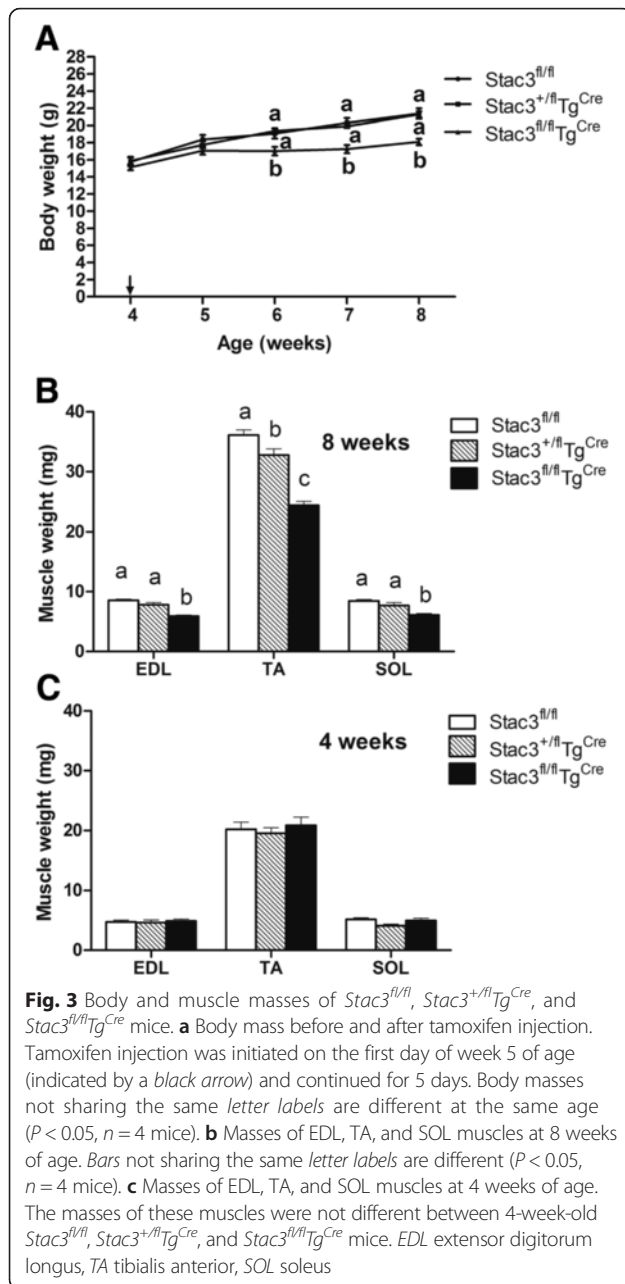 A
Body weight (g)
28
26
24
22
20
18
16
14
12
10
8
6
4
2
0
a a a
a a a
b b b
Stac3fl/fl
Stac3+/flTgCre
Stac3fl/flTgCre
4 5 6 7 8
Age (weeks)
B
Muscle weight (mg)
40
30
20
10
0
8 weeks
a a b
a b c
a a b
EDL TA SOL
Stac3fl/fl
Stac3+/flTgCre
Stac3fl/flTgCre
C
Muscle weight (mg)
40
20
10
0
4 weeks
EDL TA SOL
Stac3fl/fl
Stac3+/flTgCre
Stac3fl/flTgCre
Fig. 3 Body and muscle masses of Stac3fl/fl, Stac3+/flTgCre, and
Stac3fl/flTgCre mice. a Body mass before and after tamoxifen injection.
Tamoxifen injection was initiated on the first day of week 5 of age
(indicated by a black arrow) and continued for 5 days. Body masses
not sharing the same letter labels are different at the same age
(P < 0.05, n = 4 mice). b Masses of EDL, TA, and SOL muscles at 8 weeks
of age. Bars not sharing the same letter labels are different (P < 0.05,
n = 4 mice). c Masses of EDL, TA, and SOL muscles at 4 weeks of age.
The masses of these muscles were not different between 4-week-old
Stac3fl/fl, Stac3+/flTgCre, and Stac3fl/flTgCre mice. EDL extensor digitorum
longus, TA tibialis anterior, SOL soleus